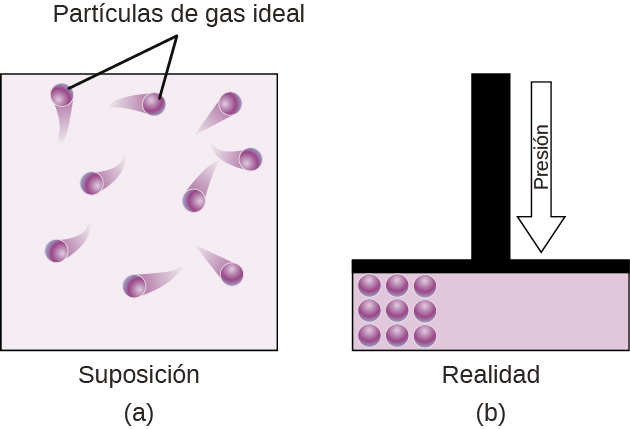 Partículas de gas ideal
Presión
Suposición
Realidad
(a)
(b)